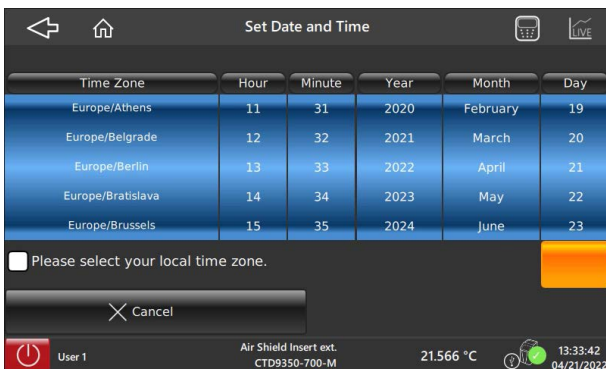 Set Date and Time
LIVE
Time Zone Hour Minute Year Month Day
Europe/Athens 11 31 2020 February 19
Europe/Belgrade 12 32 2021 March 20
Europe/Berlin 13 33 2022 April 21
Europe/Bratislava 14 34 2023 May 22
Europe/Brussels 15 35 2024 June 23
Please select your local time zone.
Cancel
User 1 Air Shield Insert ext. 21.566 °C 13:33:42
CTD9350-700-M 04/21/2022